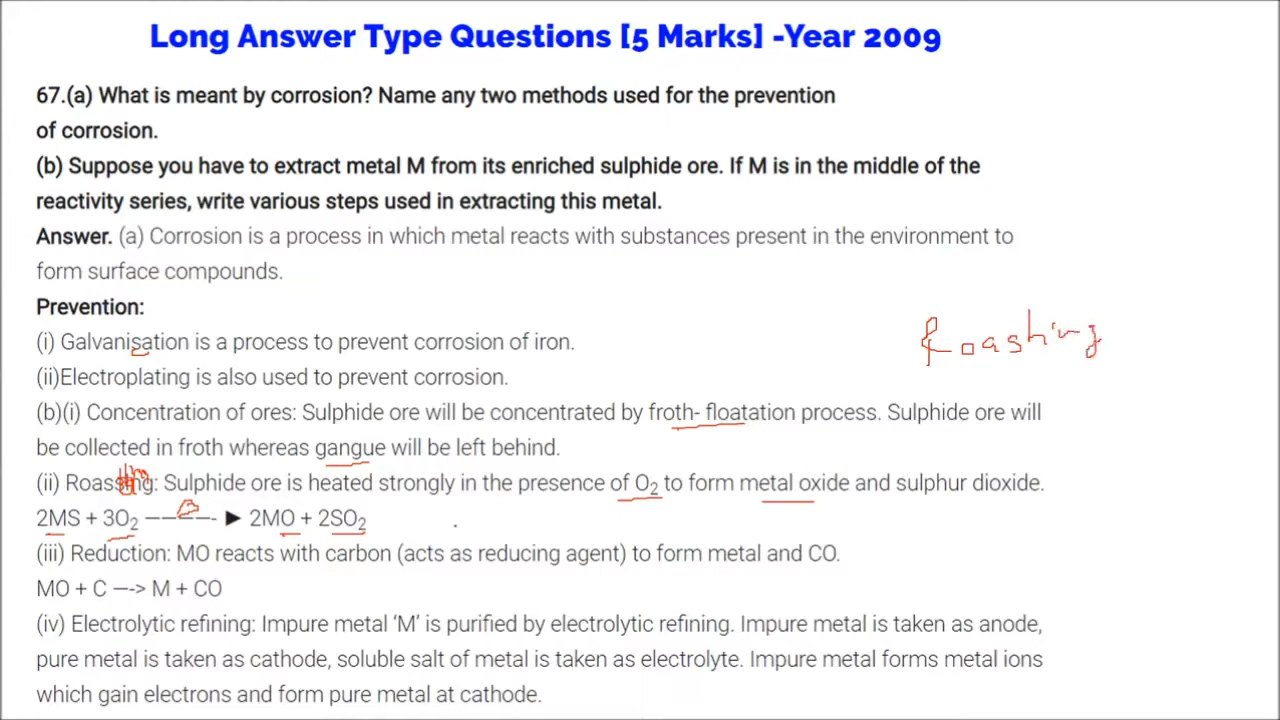 Long Answer Type Questions [5 Marks] -Year 2009
67.(a) What is meant by corrosion? Name any two methods used for the prevention
of corrosion.
(b) Suppose you have to extract metal M from its enriched sulphide ore. If M is in the middle of the
reactivity series, write various steps used in extracting this metal.
Answer. (a) Corrosion is a process in which metal reacts with substances present in the environment to
form surface compounds.
Prevention:
(i) Galvanisation is a process to prevent corrosion of iron.
Roashing
(ii)Electroplating is also used to prevent corrosion.
(b)(i) Concentration of ores: Sulphide ore will be concentrated by froth- floatation process. Sulphide ore will
be collected in froth whereas gangue will be left behind.
(ii) : Sulphide ore is heated strongly in the presence of O₂ to form metal oxide and sulphur dioxide.
2MS + 3O₂ —–——-- ► 2MO + 2SO₂ .
(iii) Reduction: MO reacts with carbon (acts as reducing agent) to form metal and CO.
MO + C —-> M + CO
(iv) Electrolytic refining: Impure metal ‘M’ is purified by electrolytic refining. Impure metal is taken as anode,
pure metal is taken as cathode, soluble salt of metal is taken as electrolyte. Impure metal forms metal ions
which gain electrons and form pure metal at cathode.